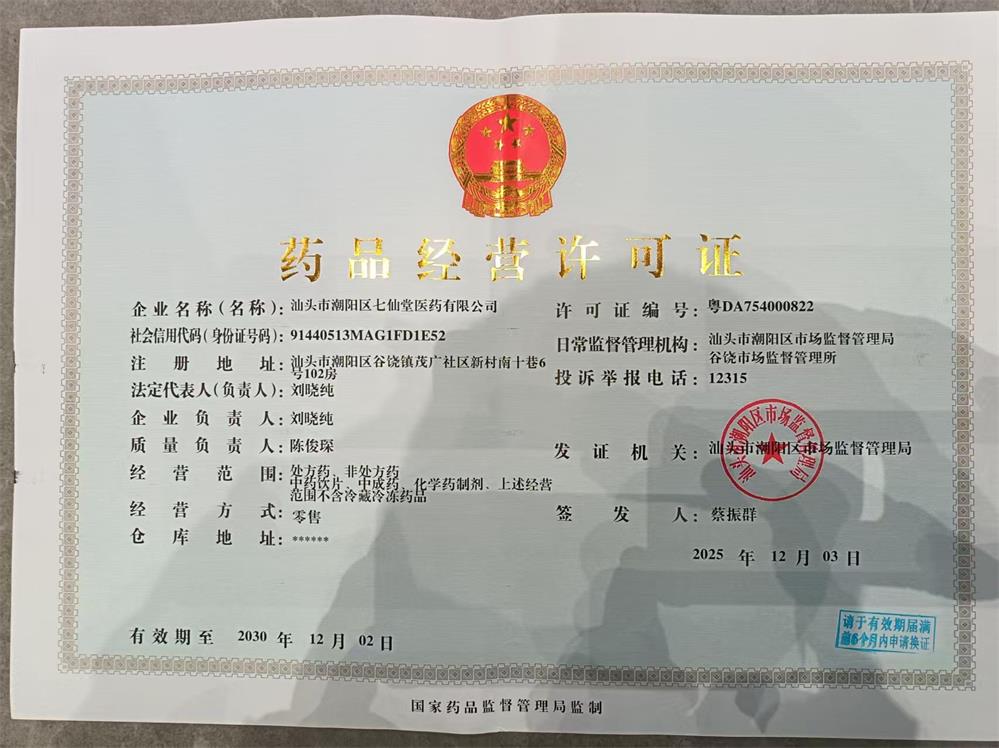 药品经营许可证
企业名称(名称): 汕头市潮阳区七仙堂医药有限公司
社会信用代码(身份证号码): 91440513MAG1FD1E52
注册地址: 汕头市潮阳区谷饶镇茂广社区新村南十巷6
号102房
法定代表人(负责人): 刘晓纯
企业负责人: 刘晓纯
质量负责人: 陈俊琛
经营范围: 处方药、非处方药
中药饮片、中成药、化学药制剂、上述经营
范围不含冷藏冷冻药品
经营方式: 零售
仓库地址: ******
许可证编号: 粤DA754000822
日常监督管理机构: 汕头市潮阳区市场监督管理局
谷饶市场监督管理所
投诉举报电话: 12315
发证机关: 汕头市潮阳区市场监督管理局
汕头市潮阳区市场监督管理局
签发人: 蔡振群
2025 年 12 月 03 日
有效期至 2030 年 12 月 02 日
请于有效期届满
前6个月内申请换证
国家药品监督管理局监制